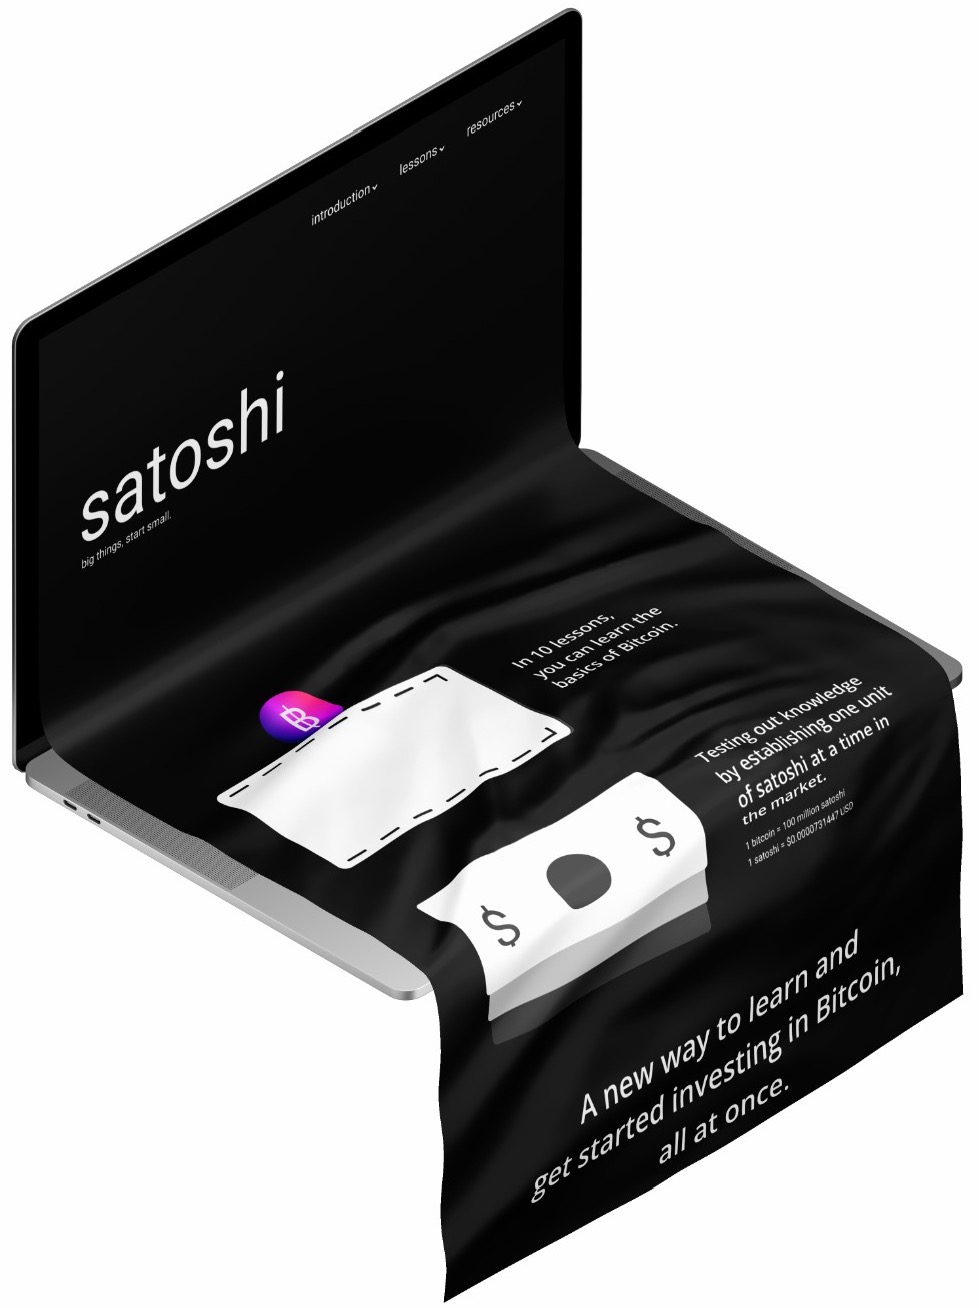 introduction
lessons
resources
satoshi
big things, start small.
฿
In 10 lessons,
you can learn the
basics of Bitcoin.
Testing out knowledge
by establishing one unit
of satoshi at a time in
the market.
1 bitcoin = 100 million satoshi
1 satoshi = $0.0000731447 USD
$
$
A new way to learn and
get started investing in Bitcoin,
all at once.